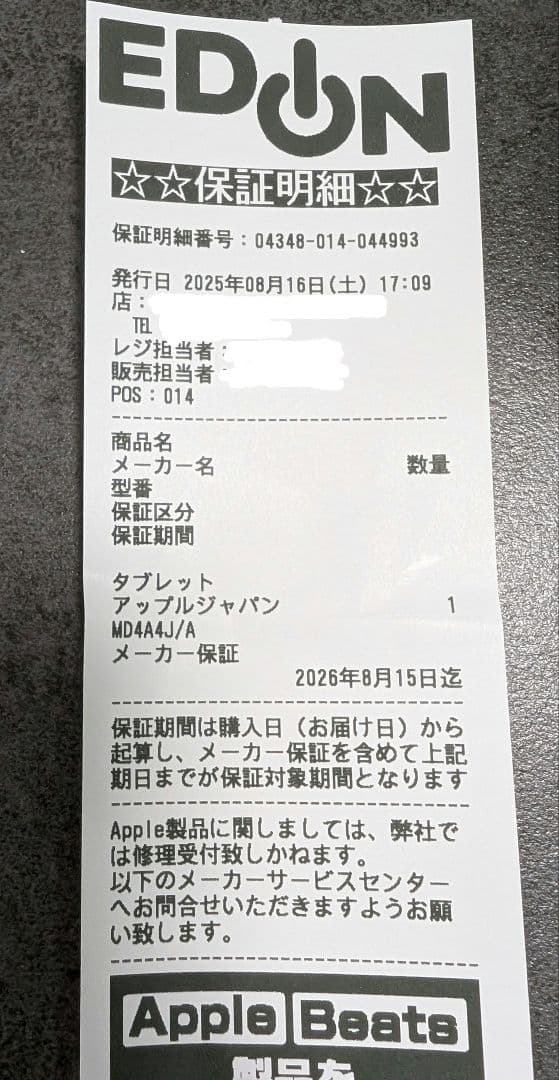 EDION
☆☆保証明細☆☆
保証明細番号：04348-014-044993
発行日 2025年08月16日(土) 17:09
店：
TEL
レジ担当者：
販売担当者：
POS：014
商品名
メーカー名 数量
型番
保証区分
保証期間
タブレット
アップルジャパン 1
MD4A4J/A
メーカー保証
2026年8月15日迄
保証期間は購入日（お届け日）から
起算し、メーカー保証を含めて上記
期日までが保証対象期間となります
Apple製品に関しましては、弊社で
は修理受付致しかねます。
以下のメーカーサービスセンター
へお問合せいただきますようお願
い致します。
Apple Beats
製品を